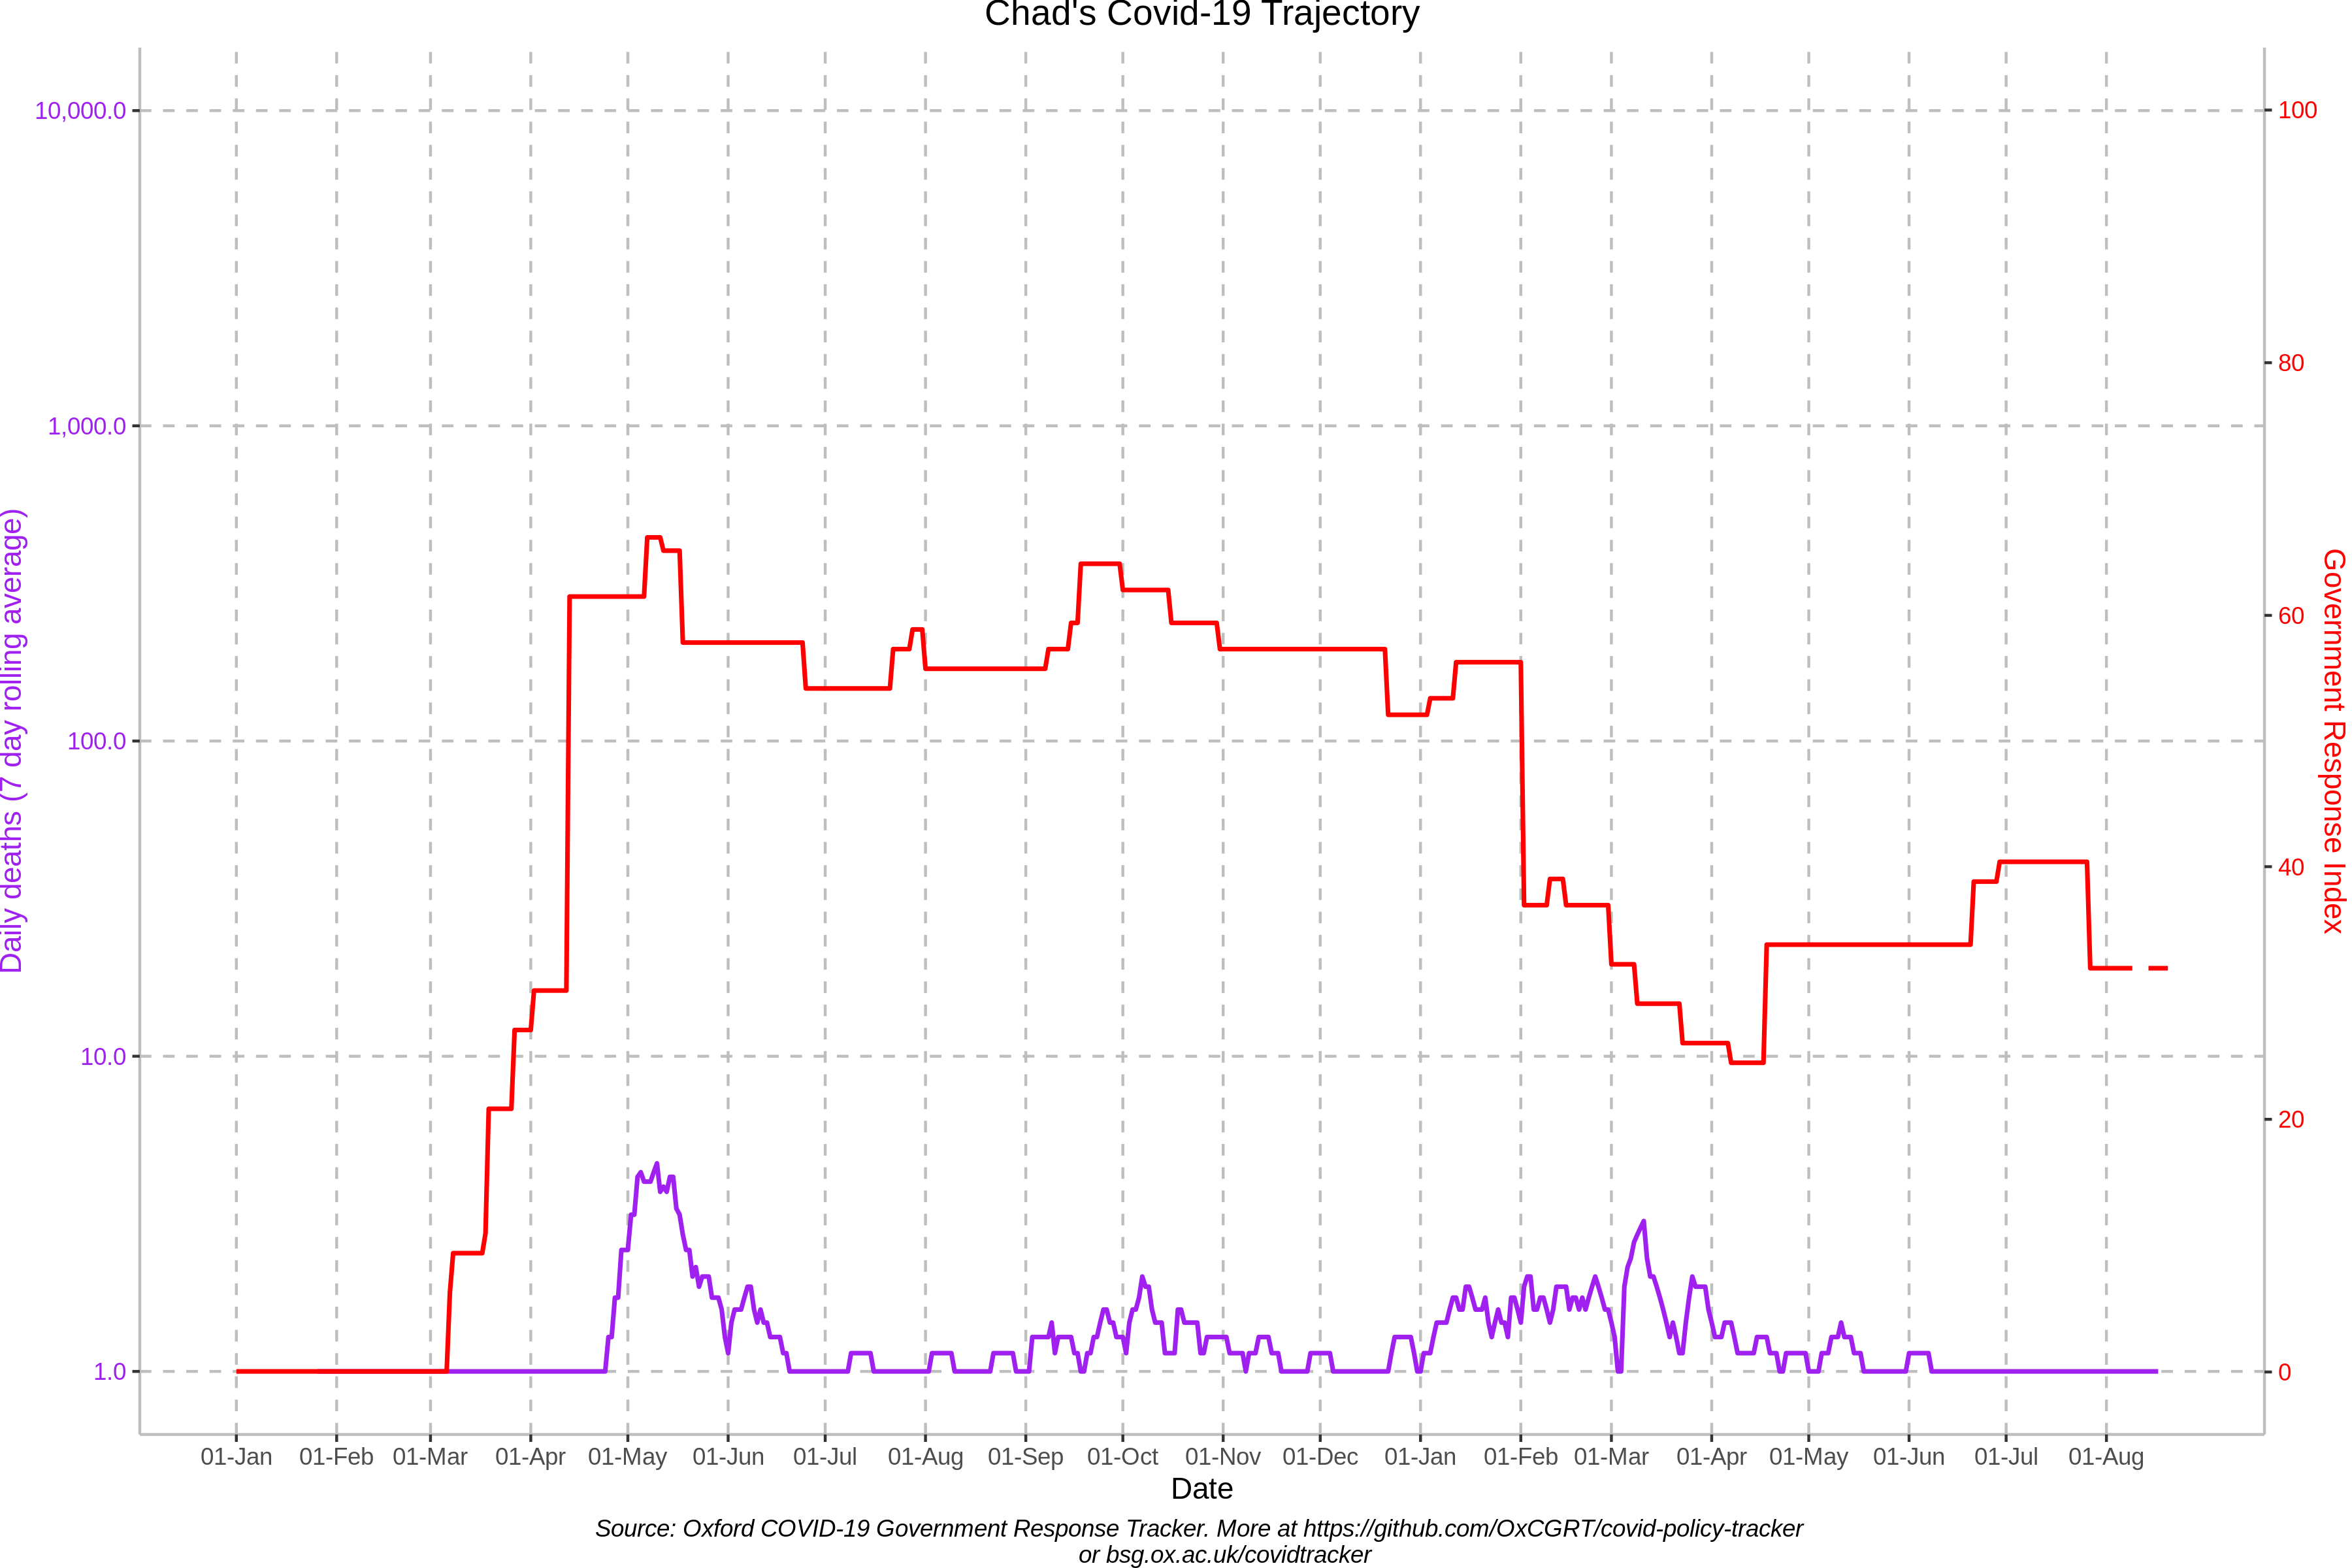 Chad's Covid-19 Trajectory
10,000.0
1,000.0
100.0
10.0
1.0
Daily deaths (7 day rolling average)
100
80
60
40
20
0
Government Response Index
01-Jan 01-Feb 01-Mar 01-Apr 01-May 01-Jun 01-Jul 01-Aug 01-Sep 01-Oct 01-Nov 01-Dec 01-Jan 01-Feb 01-Mar 01-Apr 01-May 01-Jun 01-Jul 01-Aug
Date
Source: Oxford COVID-19 Government Response Tracker. More at https://github.com/OxCGRT/covid-policy-tracker
or bsg.ox.ac.uk/covidtracker